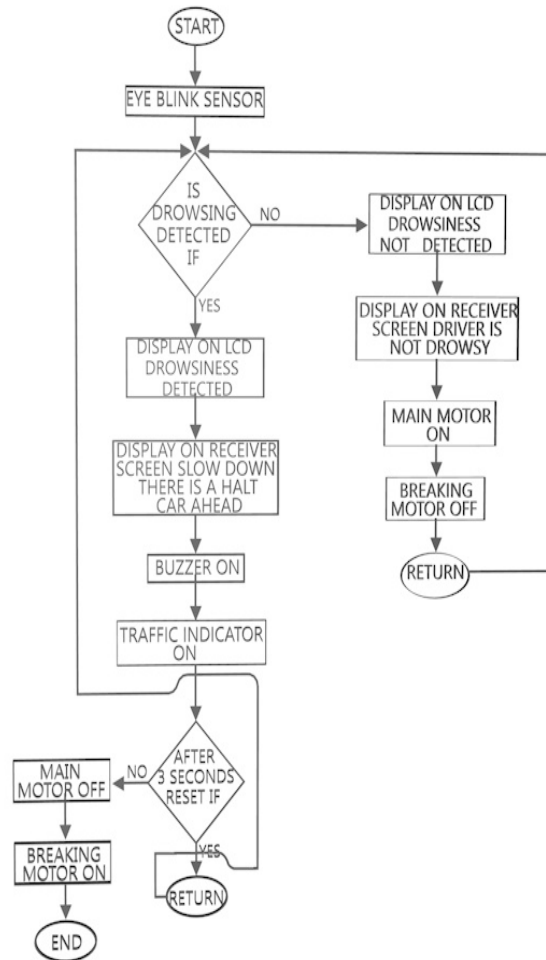 START
EYE BLINK SENSOR
IS
DROWSING
DETECTED
IF
NO
YES
DISPLAY ON LCD
DROWSINESS
NOT DETECTED
DISPLAY ON RECEIVER
SCREEN DRIVER IS
NOT DROWSY
MAIN MOTOR
ON
BREAKING
MOTOR OFF
RETURN
DISPLAY ON LCD
DROWSINESS
DETECTED
DISPLAY ON RECEIVER
SCREEN SLOW DOWN
THERE IS A HALT
CAR AHEAD
BUZZER ON
TRAFFIC INDICATOR
ON
AFTER
3 SECONDS
RESET IF
NO
YES
MAIN
MOTOR OFF
BREAKING
MOTOR ON
END
RETURN